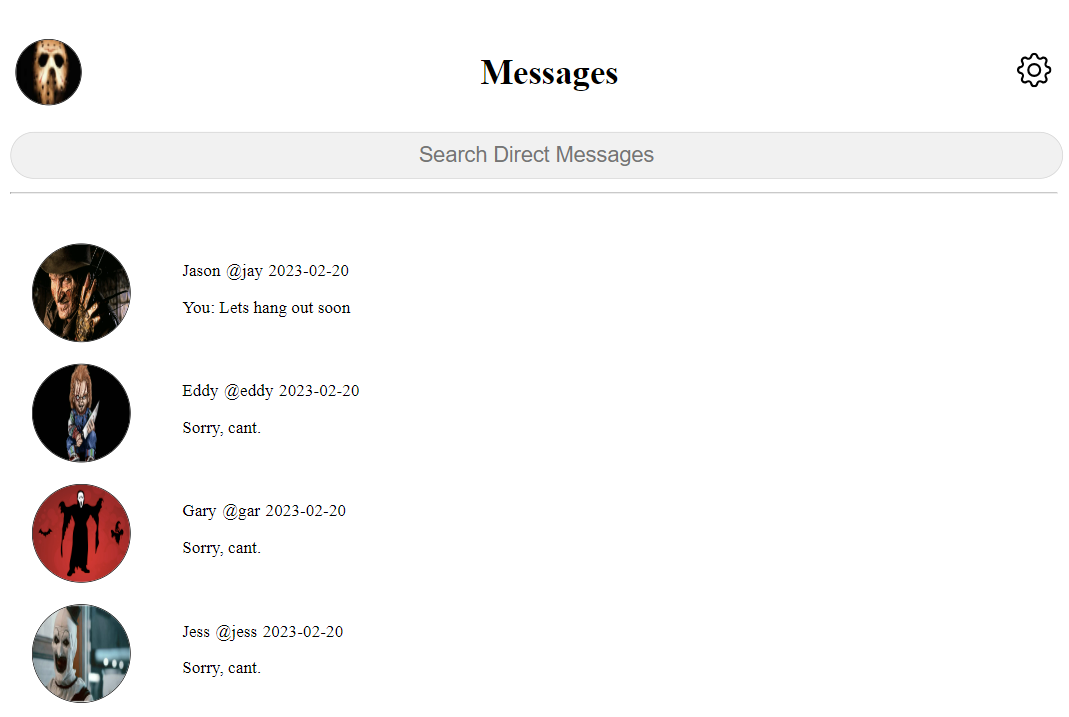 Messages
Search Direct Messages
Jason @jay 2023-02-20
You: Lets hang out soon
Eddy @eddy 2023-02-20
Sorry, cant.
Gary @gar 2023-02-20
Sorry, cant.
Jess @jess 2023-02-20
Sorry, cant.